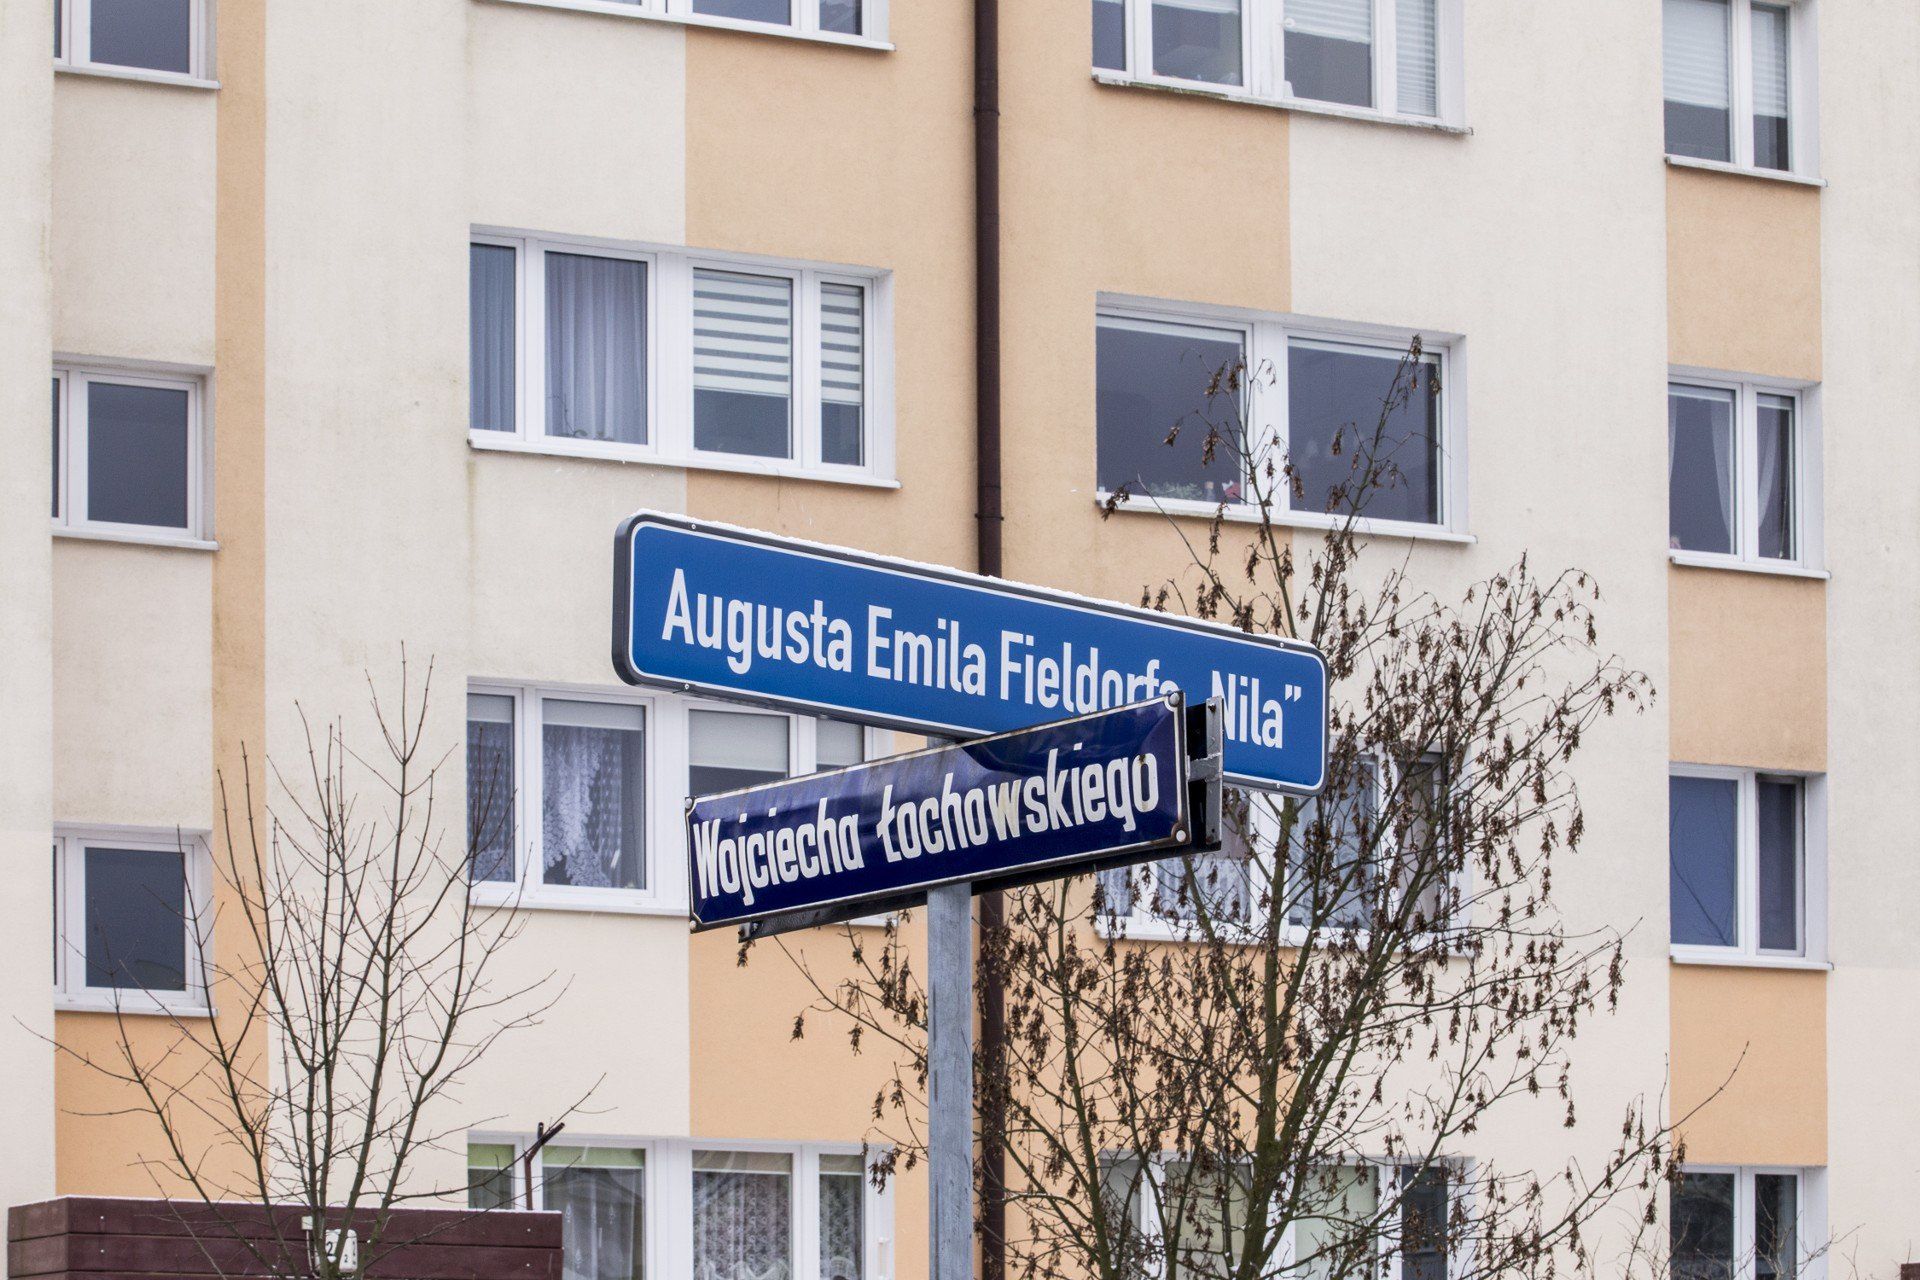 Augusta Emila Fieldorfa „Nila”
Wojciecha Łochowskiego